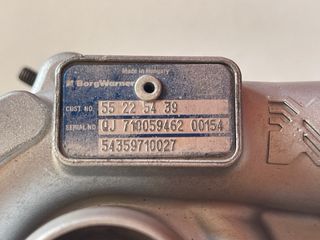 Made in Hungary
BorgWarner
CUST NO. 55 22 54 39
SERIAL NO QJ 710059462 00154
54359710027